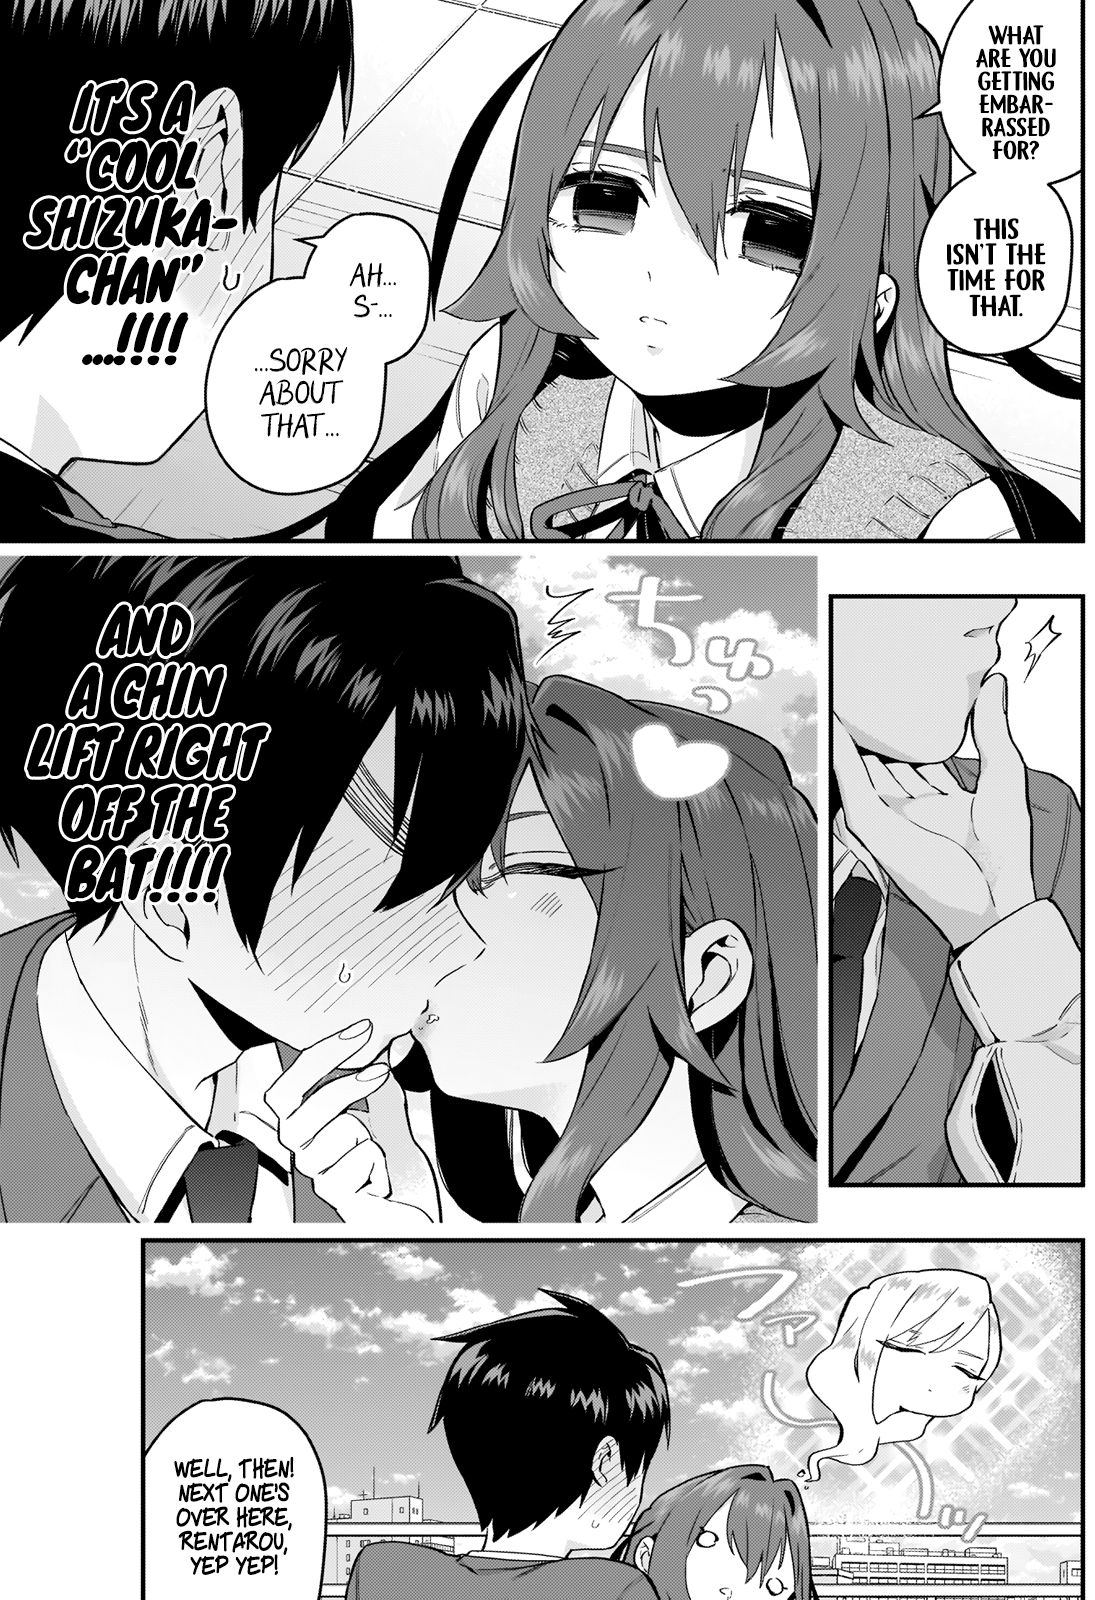 WHAT
ARE YOU
GETTING
EMBAR-
RASSED
FOR?
THIS
ISN'T THE
TIME FOR
THAT.
AH...
S-...
...SORRY
ABOUT
THAT...
IT'S A
"COOL
SHIZUKA-
CHAN"
....!!!!
ちゅっ
AND
A CHIN
LIFT RIGHT
OFF THE
BAT!!!!
ファァ
WELL, THEN!
NEXT ONE'S
OVER HERE,
RENTAROU,
YEP YEP!